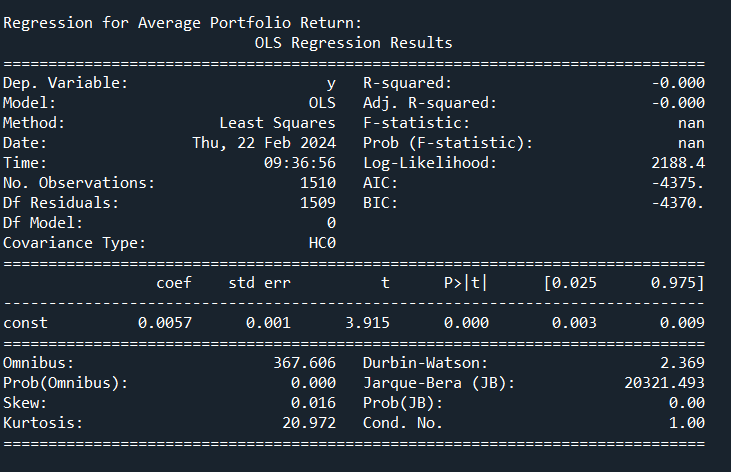 Regression for Average Portfolio Return:
                            OLS Regression Results
==============================================================================
Dep. Variable:                      y   R-squared:                      -0.000
Model:                            OLS   Adj. R-squared:                 -0.000
Method:                 Least Squares   F-statistic:                       nan
Date:                Thu, 22 Feb 2024   Prob (F-statistic):                nan
Time:                        09:36:56   Log-Likelihood:                 2188.4
No. Observations:                1510   AIC:                            -4375.
Df Residuals:                    1509   BIC:                            -4370.
Df Model:                           0
Covariance Type:                  HC0
==============================================================================
                 coef    std err          t      P>|t|      [0.025      0.975]
------------------------------------------------------------------------------
const          0.0057      0.001      3.915      0.000       0.003       0.009
==============================================================================
Omnibus:                      367.606   Durbin-Watson:                   2.369
Prob(Omnibus):                  0.000   Jarque-Bera (JB):            20321.493
Skew:                           0.016   Prob(JB):                         0.00
Kurtosis:                      20.972   Cond. No.                         1.00
==============================================================================